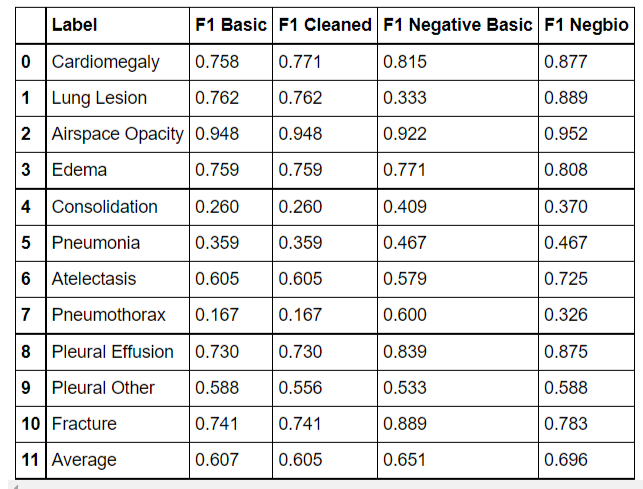 Label F1 Basic F1 Cleaned F1 Negative Basic F1 Negbio
0 Cardiomegaly 0.758 0.771 0.815 0.877
1 Lung Lesion 0.762 0.762 0.333 0.889
2 Airspace Opacity 0.948 0.948 0.922 0.952
3 Edema 0.759 0.759 0.771 0.808
4 Consolidation 0.260 0.260 0.409 0.370
5 Pneumonia 0.359 0.359 0.467 0.467
6 Atelectasis 0.605 0.605 0.579 0.725
7 Pneumothorax 0.167 0.167 0.600 0.326
8 Pleural Effusion 0.730 0.730 0.839 0.875
9 Pleural Other 0.588 0.556 0.533 0.588
10 Fracture 0.741 0.741 0.889 0.783
11 Average 0.607 0.605 0.651 0.696